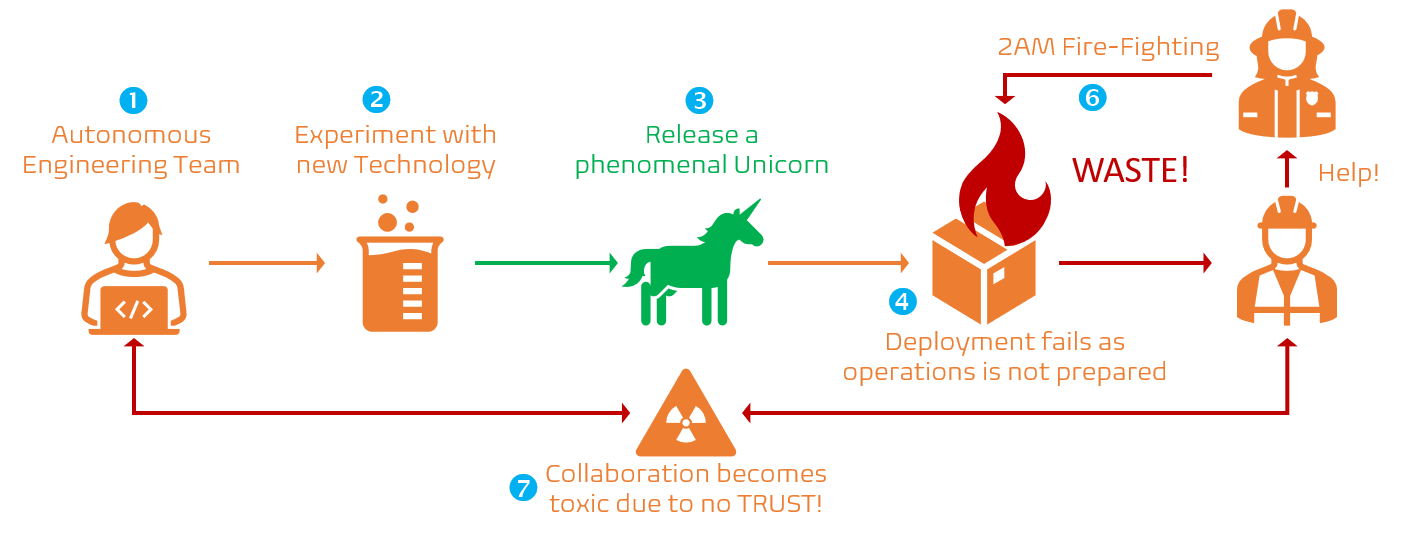 1
Autonomous
Engineering Team
2
Experiment with
new Technology
3
Release a
phenomenal Unicorn
</>
4
Deployment fails as
operations is not prepared
2AM Fire-Fighting
6
WASTE!
Help!
7
Collaboration becomes
toxic due to no TRUST!